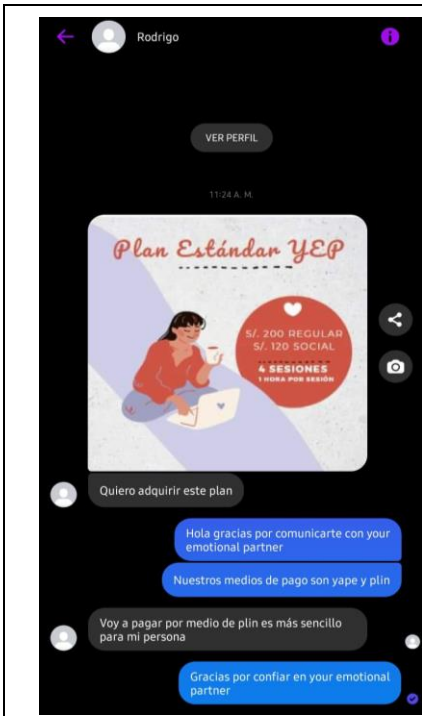 Rodrigo
VER PERFIL
11:24 A. M.
Plan Estándar YEP
S/. 200 REGULAR
S/. 120 SOCIAL
4 SESIONES
1 HORA POR SESIÓN
Quiero adquirir este plan
Hola gracias por comunicarte con your
emotional partner
Nuestros medios de pago son yape y plin
Voy a pagar por medio de plin es más sencillo
para mi persona
Gracias por confiar en your emotional
partner